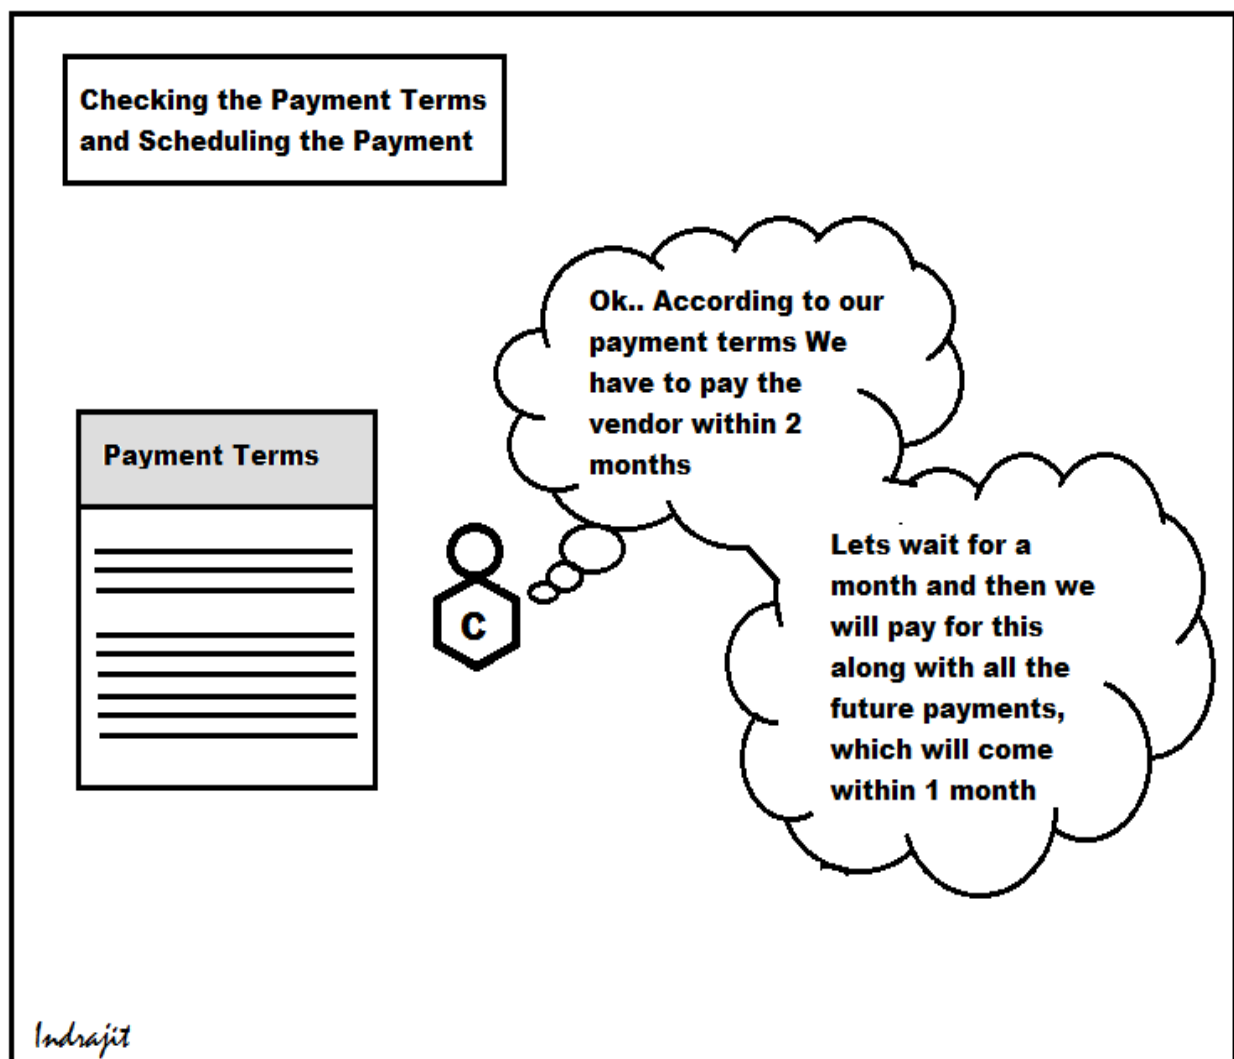 Checking the Payment Terms
and Scheduling the Payment
Ok.. According to our
payment terms We
have to pay the
vendor within 2
months
Payment Terms
C
Lets wait for a
month and then we
will pay for this
along with all the
future payments,
which will come
within 1 month
Indrajit